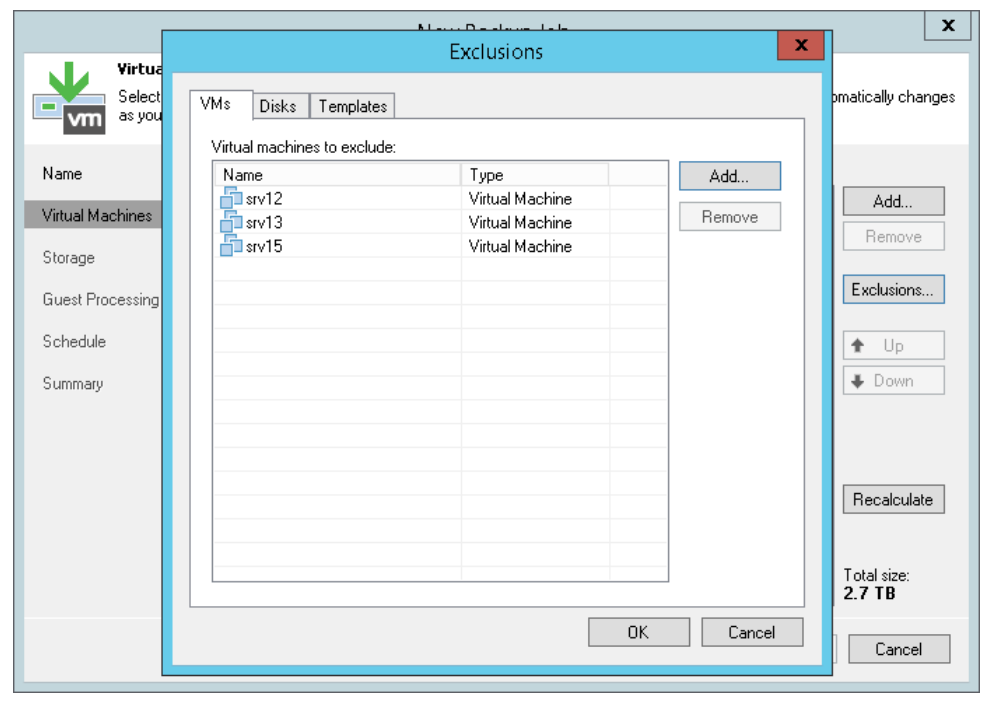 x
Exclusions
x
Virtua
Select
as you
omatically changes
vm
VMs
Disks
Templates
Virtual machines to exclude:
Name
Type
srv12
Virtual Machine
srv13
Virtual Machine
srv15
Virtual Machine
Add...
Remove
OK
Cancel
Name
Virtual Machines
Storage
Guest Processing
Schedule
Summary
Add...
Remove
Exclusions...
Up
Down
Recalculate
Total size:
2.7 TB
Cancel